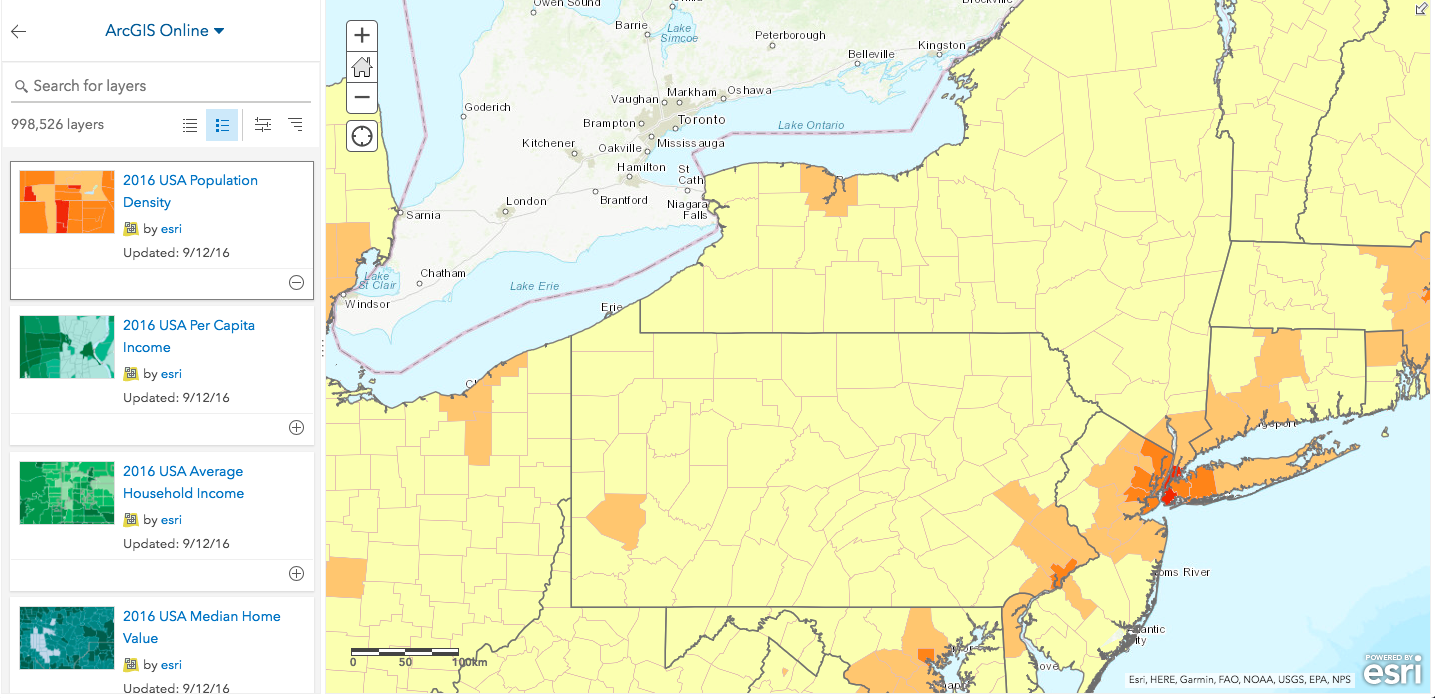 ArcGIS Online
Search for layers
998,526 layers
2016 USA Population
Density
by esri
Updated: 9/12/16
2016 USA Per Capita
Income
by esri
Updated: 9/12/16
2016 USA Average
Household Income
by esri
Updated: 9/12/16
2016 USA Median Home
Value
by esri
Updated: 9/12/16
Owen Sound
Barrie
Lake
Simcoe
Peterborough
Belleville
Kingston
Brockville
Goderich
Vaughan
Markham
Oshawa
Brampton
Toronto
Lake Ontario
Kitchener
Oakville
Mississauga
Hamilton
St
Cath
Brantford
Niagara
Falls
London
Sarnia
Chatham
Lake
St Clair
Windsor
Lake Erie
Erie
Cl
gsport
oms River
antic
ity
Dove
0 50 100km
Esri, HERE, Garmin, FAO, NOAA, USGS, EPA, NPS
POWERED BY
esri